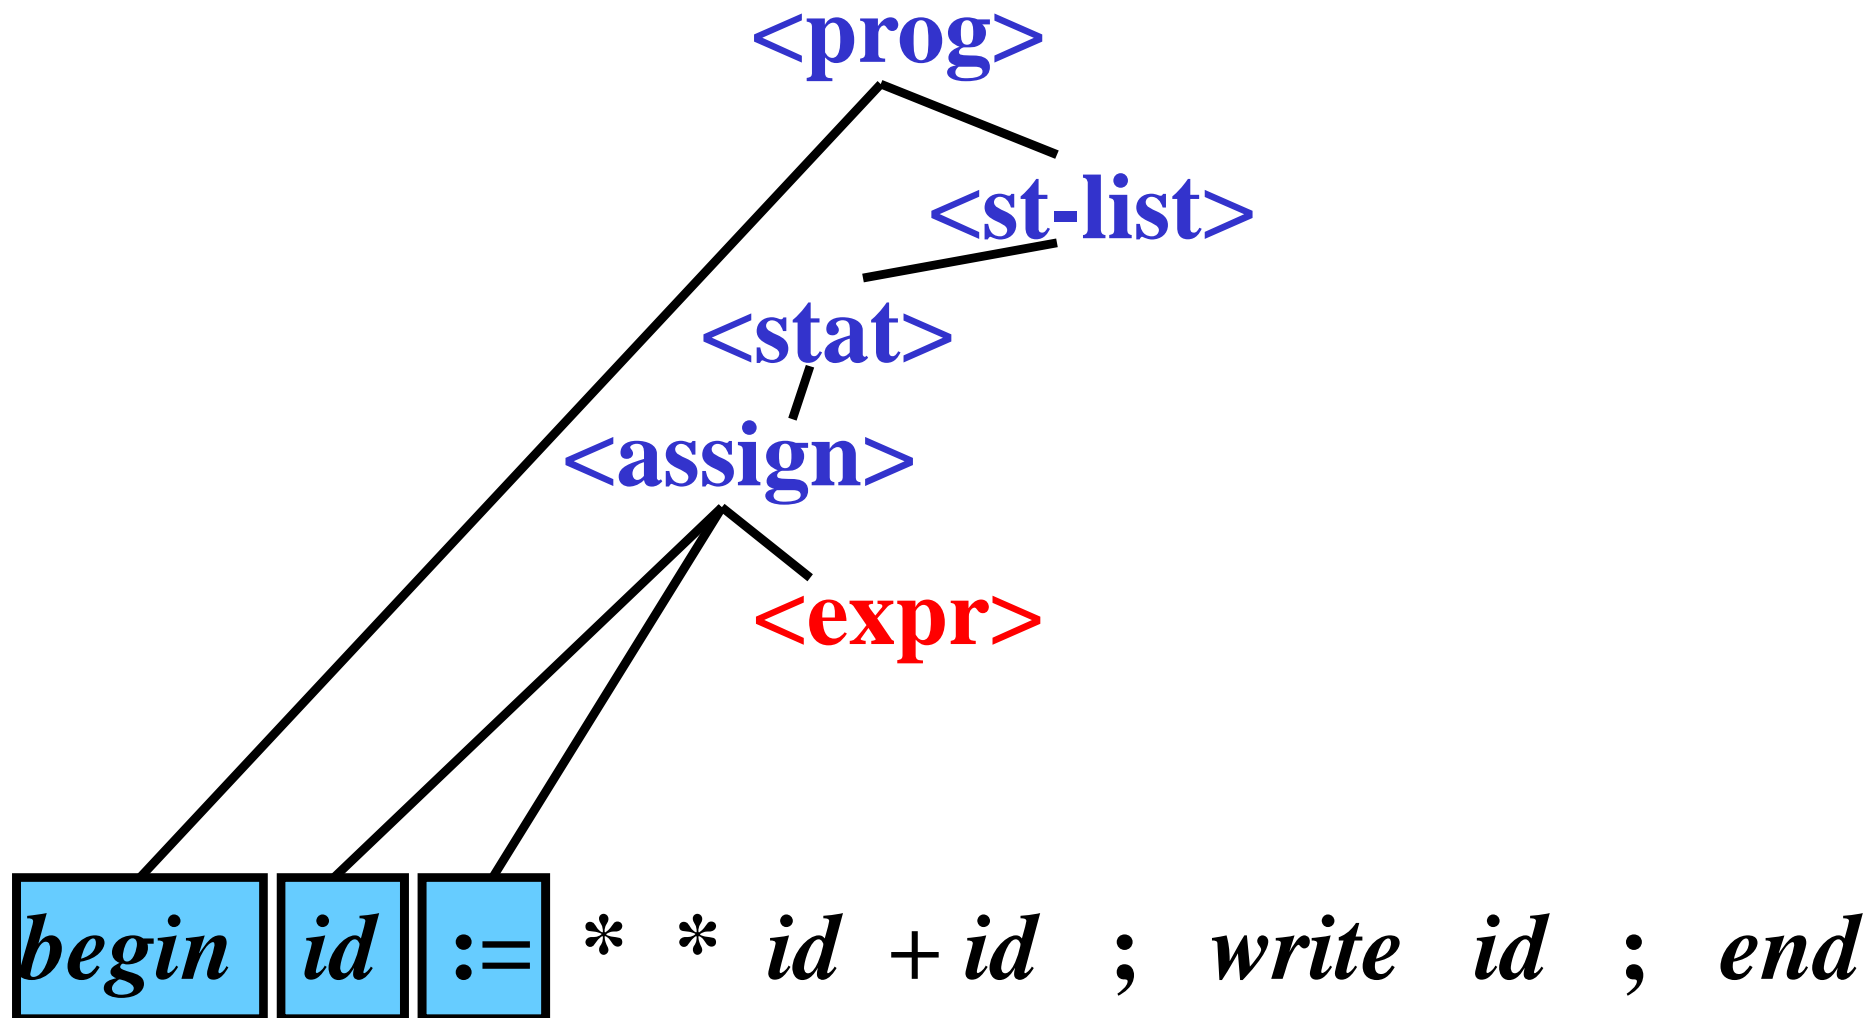 <prog>
<st-list>
<stat>
<assign>
<expr>
begin id := * * id + id ; write id ; end